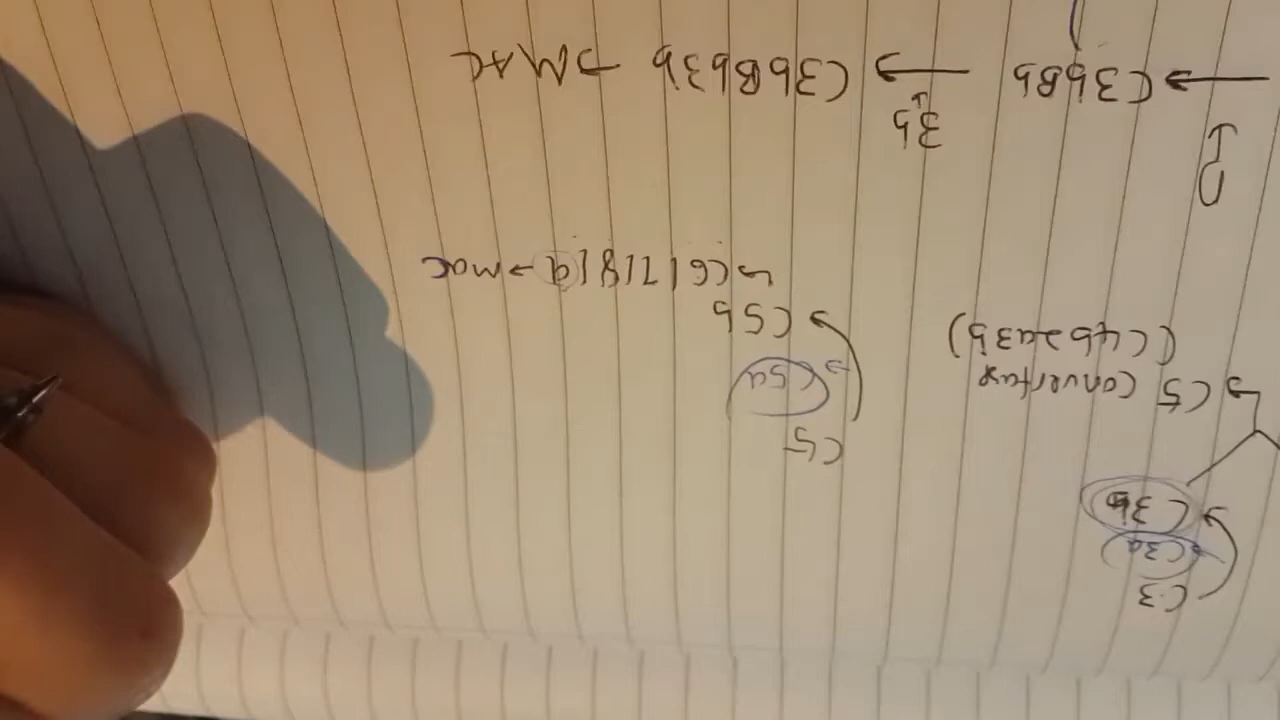 C3
C3a
C3b
C5 convertase
(C4b2a3b)
C5
C5a
C5b
↳ C6 | 7 | 8 | 9 → MAC
D
→ C3bBb → C3bBb3b → MAC
3b